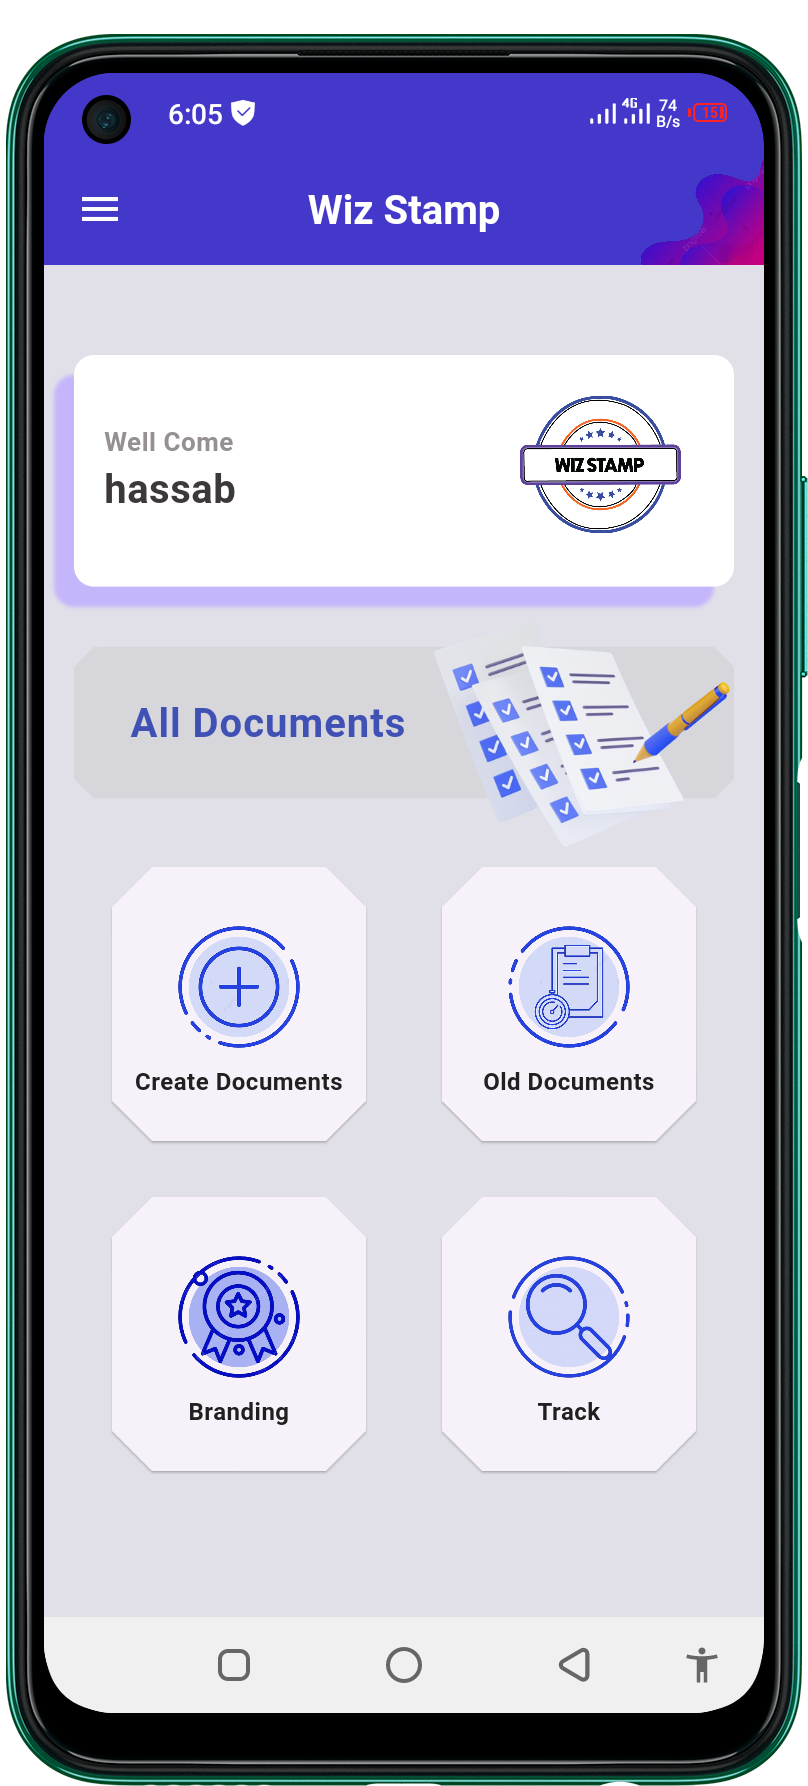 6:05
4G
74
B/s
15
Wiz Stamp
Well Come
hassab
WIZ STAMP
All Documents
Create Documents
Old Documents
Branding
Track